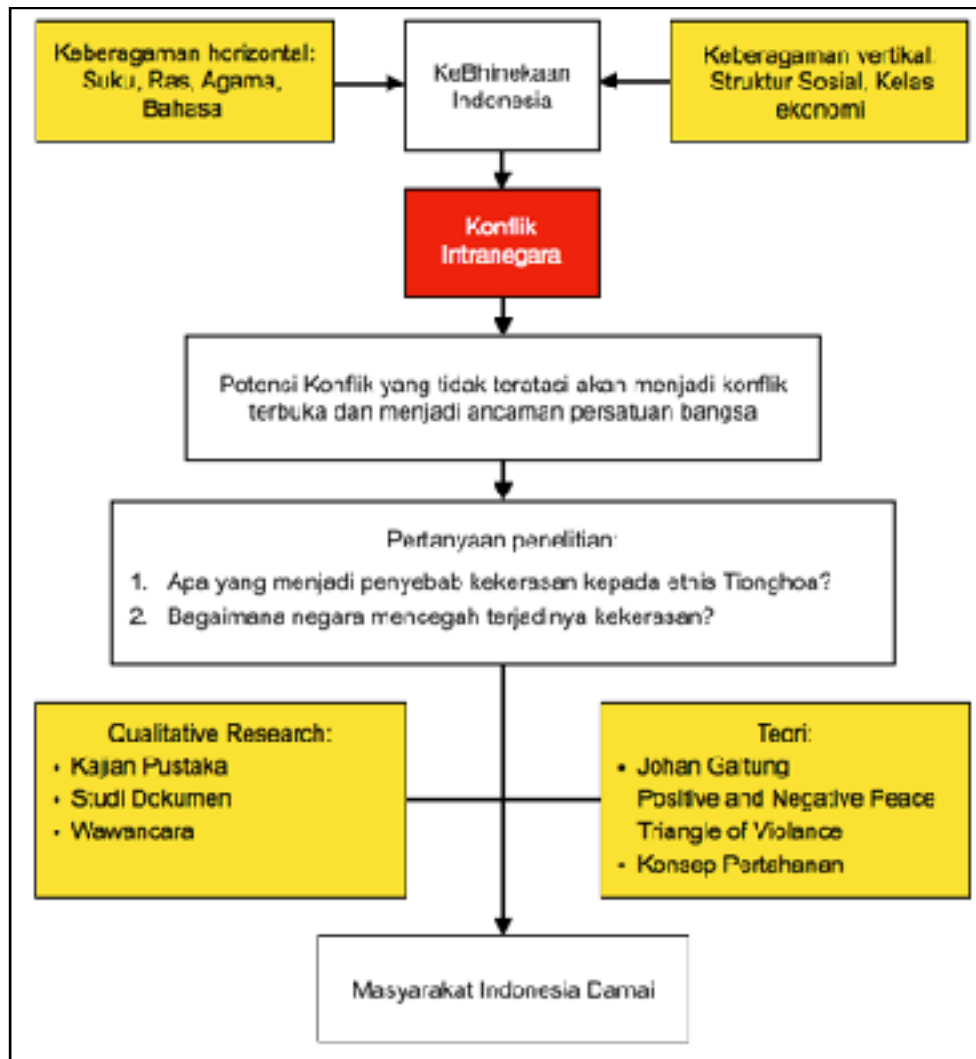 Keberagaman horizontal:
Suku, Ras, Agama,
Bahasa
KeBhinekaan
Indonesia
Keberagaman vertikal.
Struktur Sosial, Kelas
ekonomi
Konflik
Intranegara
Potensi Konflik yang tidak teratasi akan menjadi konflik
terbuka dan menjadi ancaman persatuan bangsa
Pertanyaan penelitian:
1. Apa yang menjadi penyebab kekerasan kepada etnis Tionghoa?
2. Bagaimana negara mencegah terjadinya kekerasan?
Qualitative Research:
• Kajian Pustaka
• Studi Dokumen
• Wawancara
Teori:
• Johan Galtung
Positive and Negative Peace
Triangle of Violance
• Konsep Pertahanan
Masyarakat Indonesia Damai